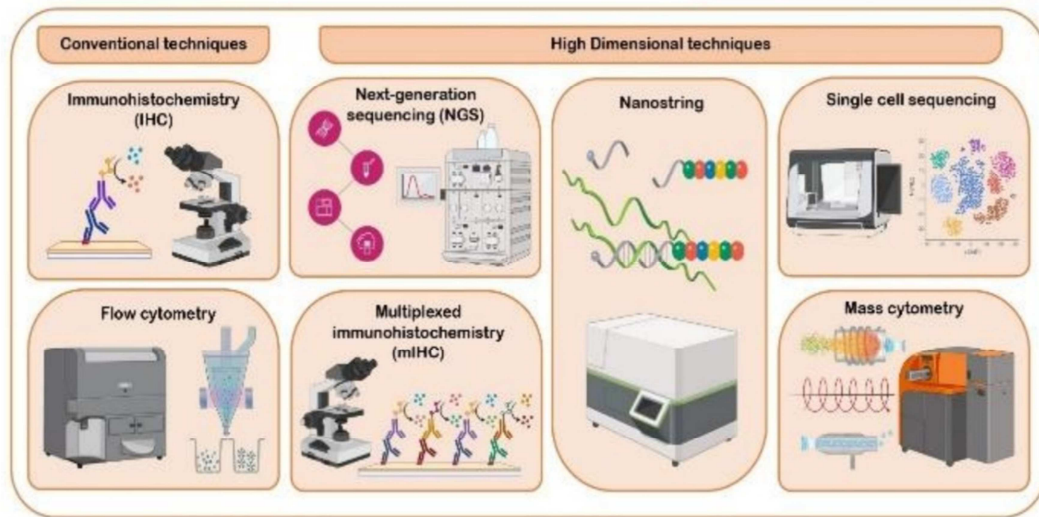 Conventional techniques
High Dimensional techniques
Immunohistochemistry
(IHC)
Next-generation
sequencing (NGS)
Nanostring
Single cell sequencing
Flow cytometry
Multiplexed
immunohistochemistry
(mIHC)
Mass cytometry